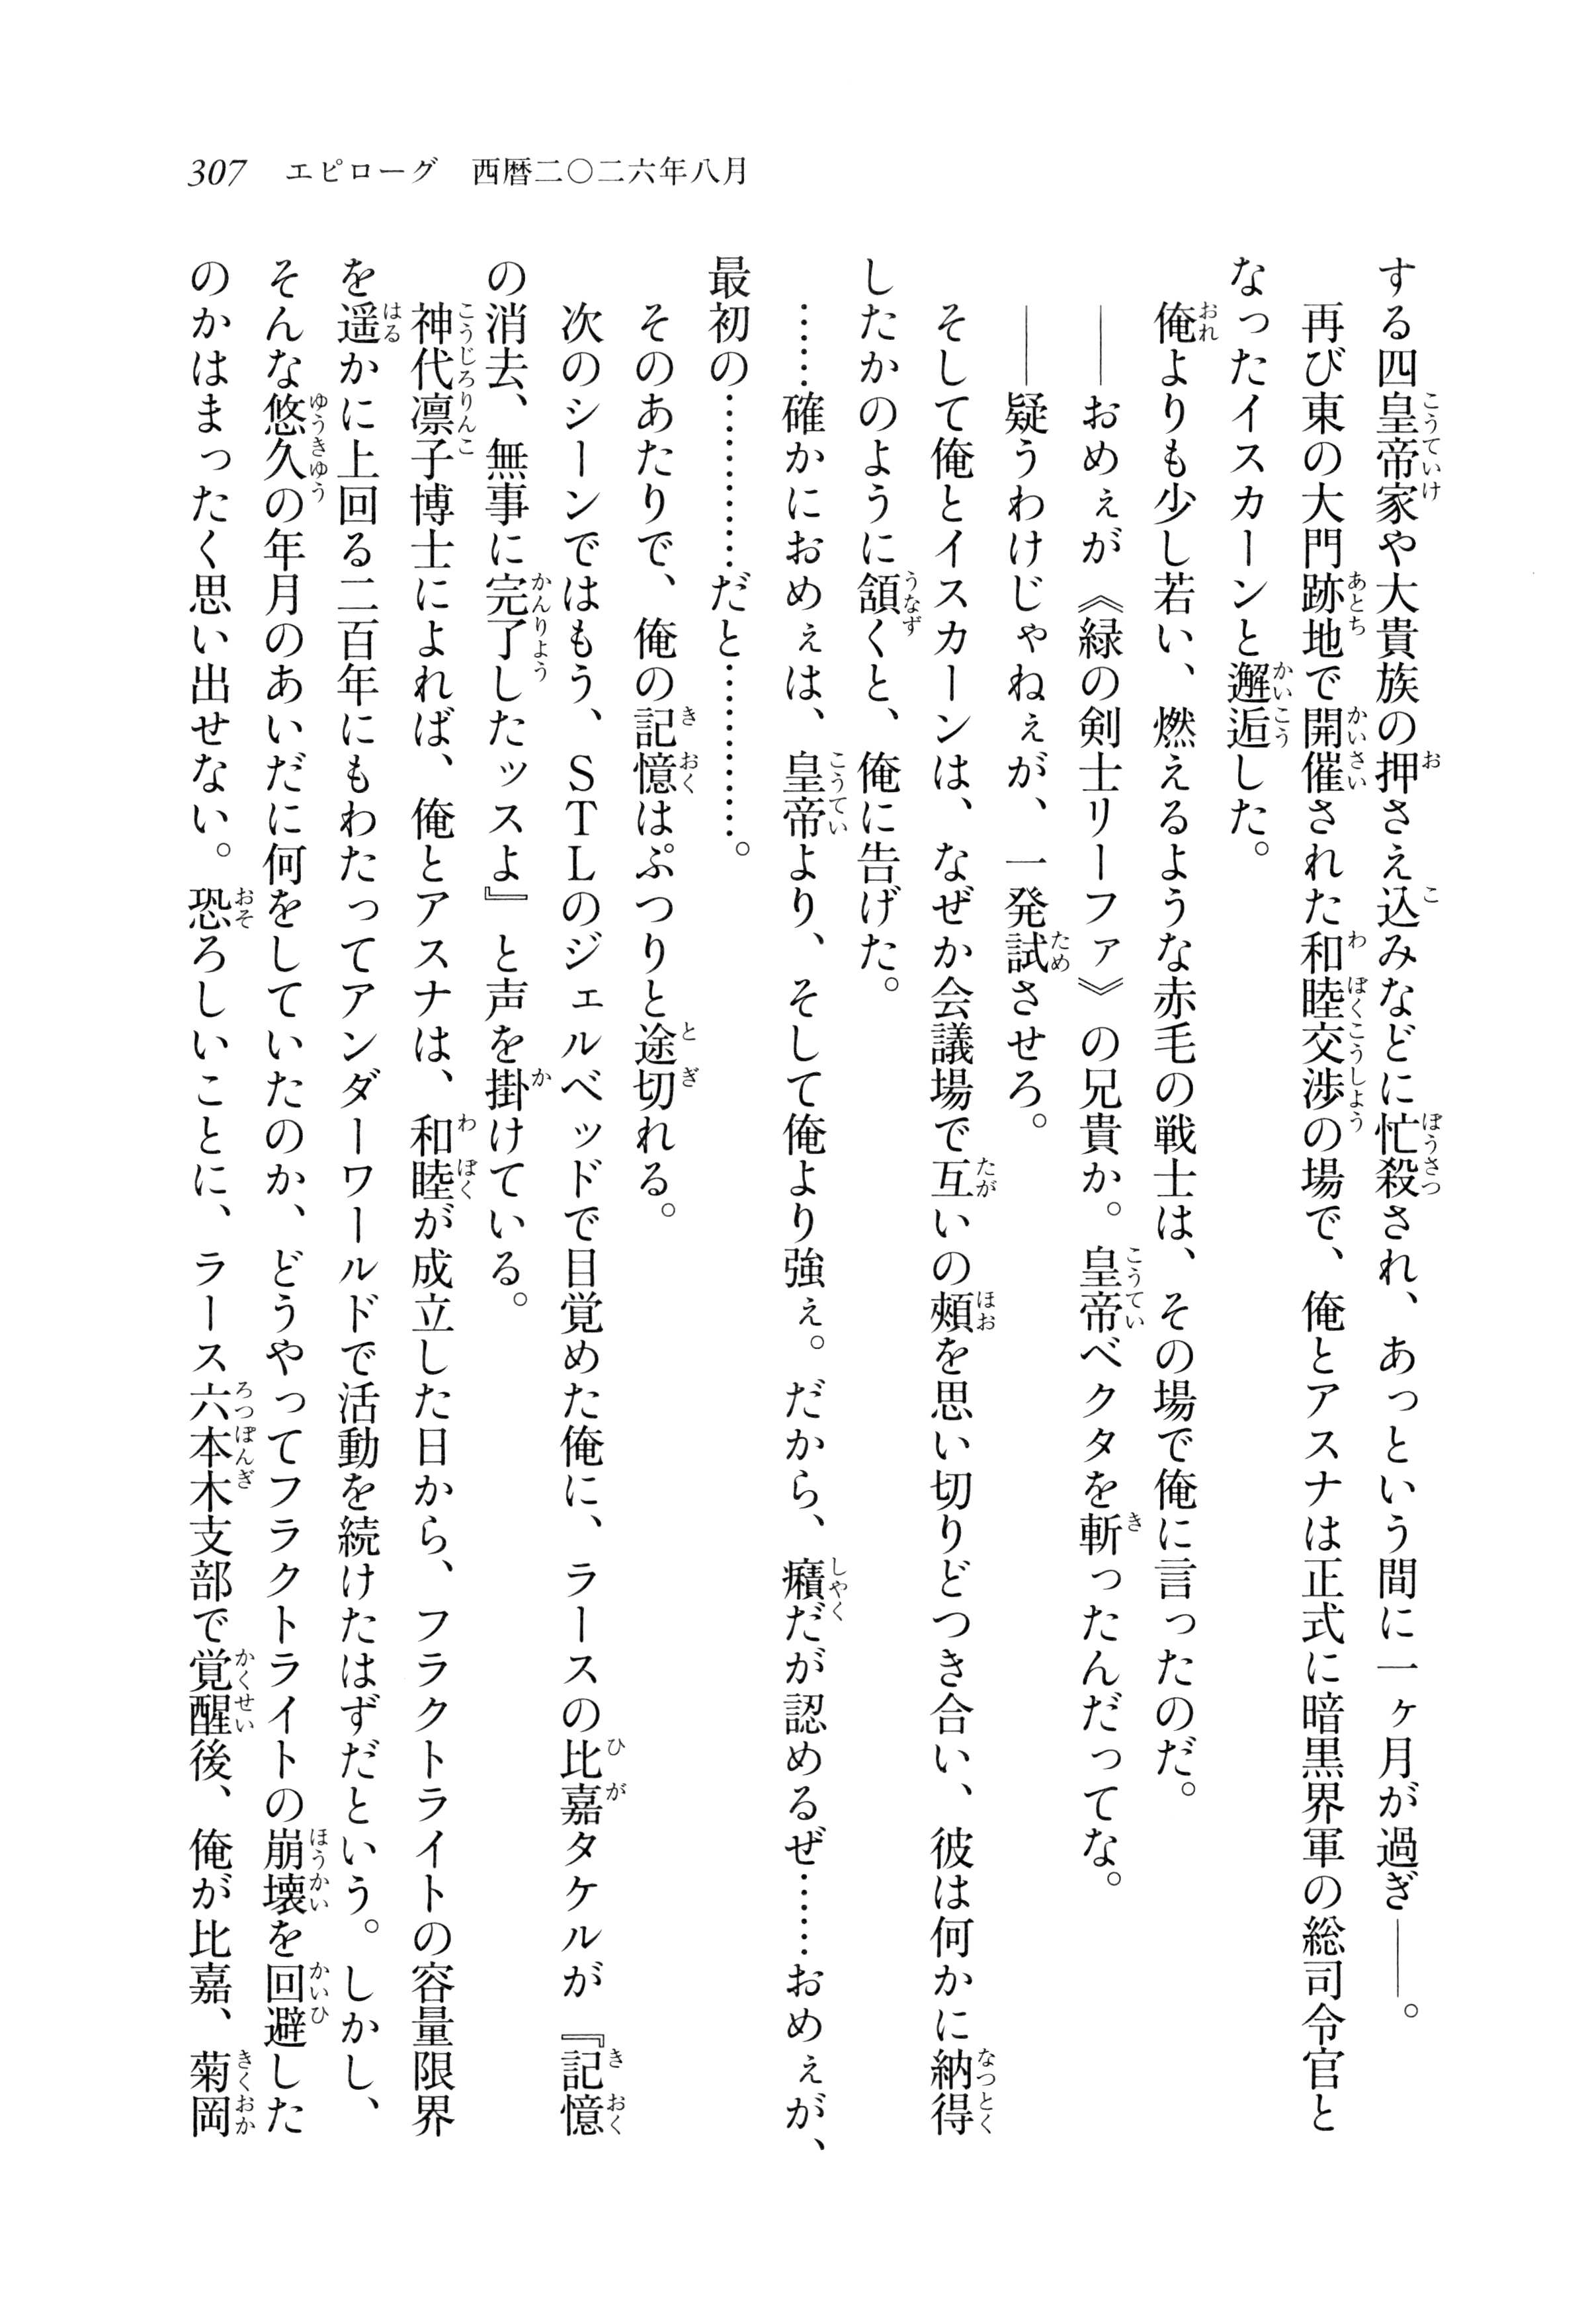 307　エピローグ　西暦二〇二六年八月
する四皇帝家や大貴族の押さえ込みなどに忙殺され、あっという間に一ヶ月が過ぎ――。
再び東の大門跡地で開催された和睦交渉の場で、俺とアスナは正式に暗黒界軍の総司令官と
なったイスカーンと邂逅した。
俺よりも少し若い、燃えるような赤毛の戦士は、その場で俺に言ったのだ。
――おめぇが《緑の剣士リーファ》の兄貴か。皇帝ベクタを斬ったんだってな。
――疑うわけじゃねぇが、一発試させろ。
そして俺とイスカーンは、なぜか会議場で互いの頰を思い切りどつき合い、彼は何かに納得
したかのように頷くと、俺に告げた。
……確かにおめぇは、皇帝より、そして俺より強ぇ。だから、癪だが認めるぜ……おめぇが、
最初の…………だと…………。
そのあたりで、俺の記憶はぷつりと途切れる。
次のシーンではもう、ＳＴＬのジェルベッドで目覚めた俺に、ラースの比嘉タケルが『記憶
の消去、無事に完了したッスよ』と声を掛けている。
神代凛子博士によれば、俺とアスナは、和睦が成立した日から、フラクトライトの容量限界
を遥かに上回る二百年にもわたってアンダーワールドで活動を続けたはずだという。しかし、
そんな悠久の年月のあいだに何をしていたのか、どうやってフラクトライトの崩壊を回避した
のかはまったく思い出せない。恐ろしいことに、ラース六本木支部で覚醒後、俺が比嘉、菊岡